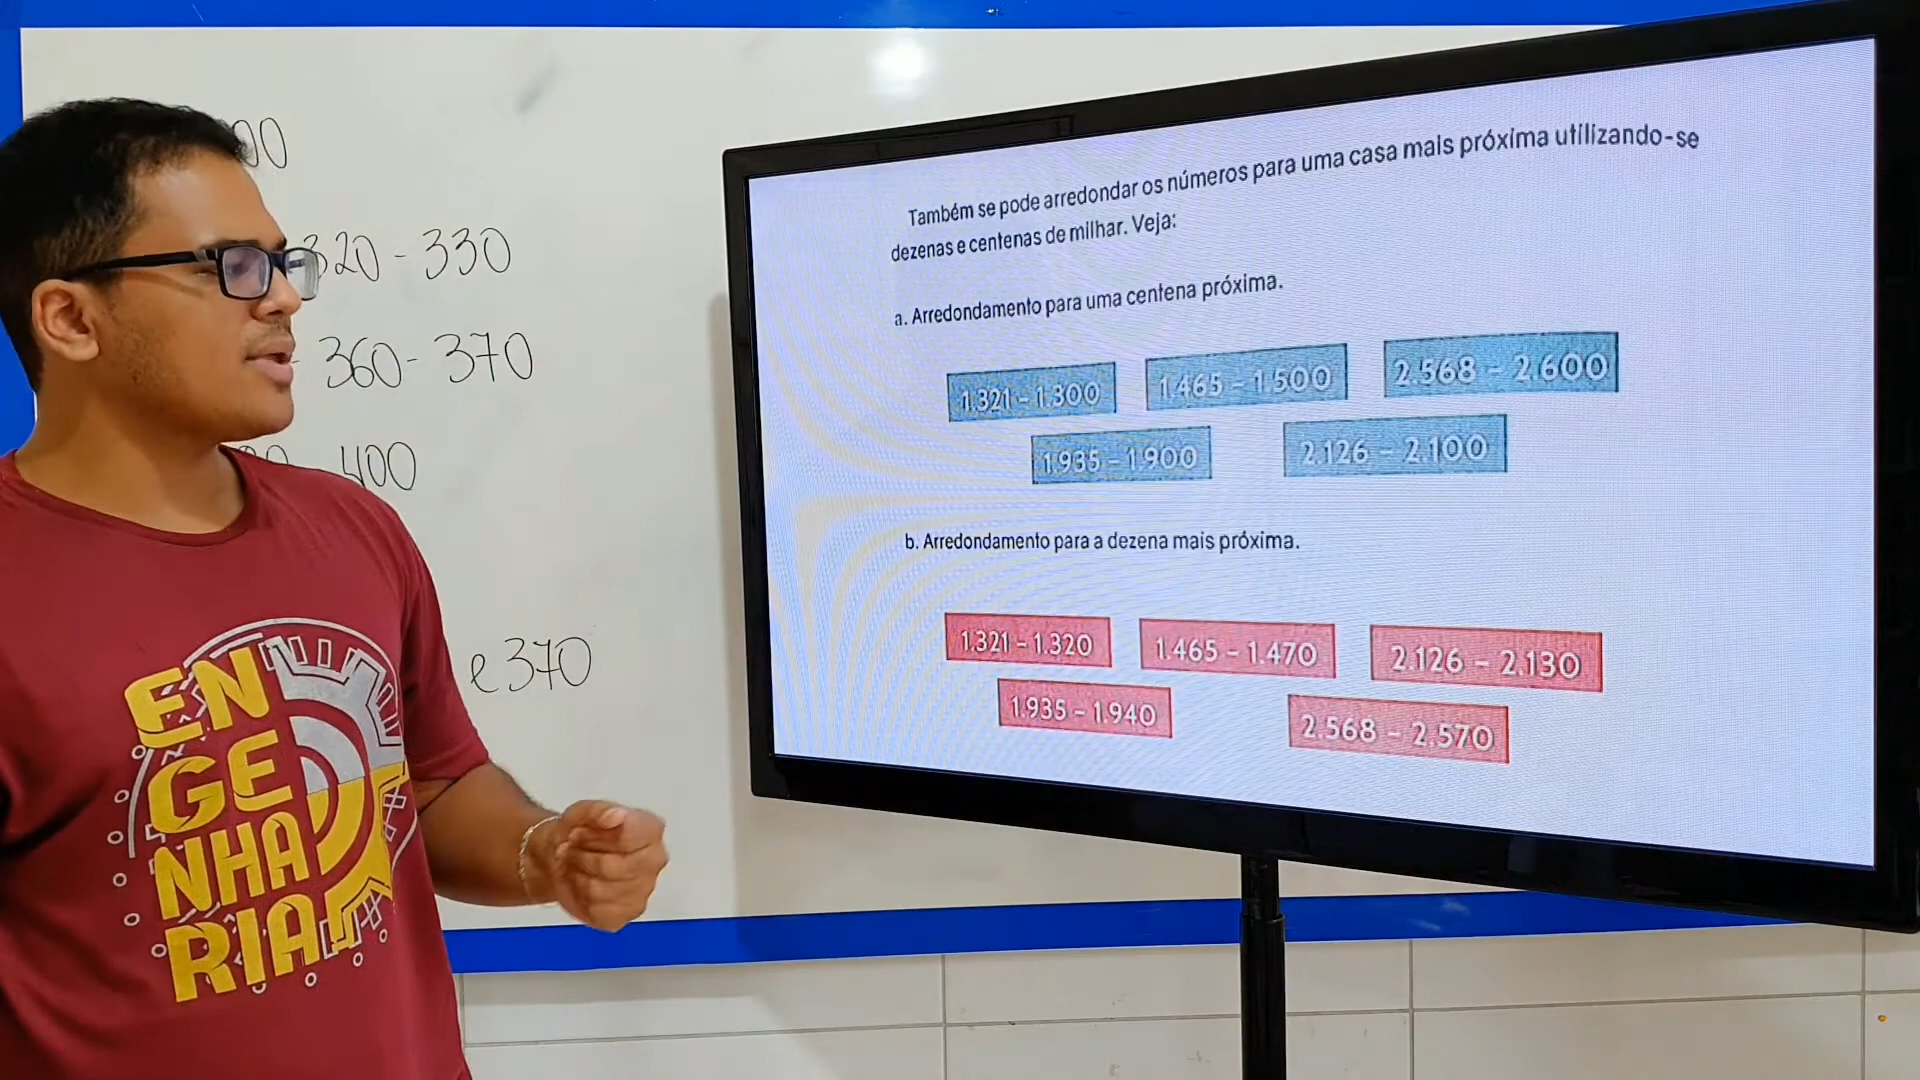 00
320 - 330
360 - 370
400
e 370
EN
GE
NHA
RIA
Também se pode arredondar os números para uma casa mais próxima utilizando-se
dezenas e centenas de milhar. Veja:
a. Arredondamento para uma centena próxima.
1.321 - 1.300 1.465 - 1.500 2.568 - 2.600
1.935 - 1.900 2.126 - 2.100
b. Arredondamento para a dezena mais próxima.
1.321 - 1.320 1.465 - 1.470 2.126 - 2.130
1.935 - 1.940 2.568 - 2.570